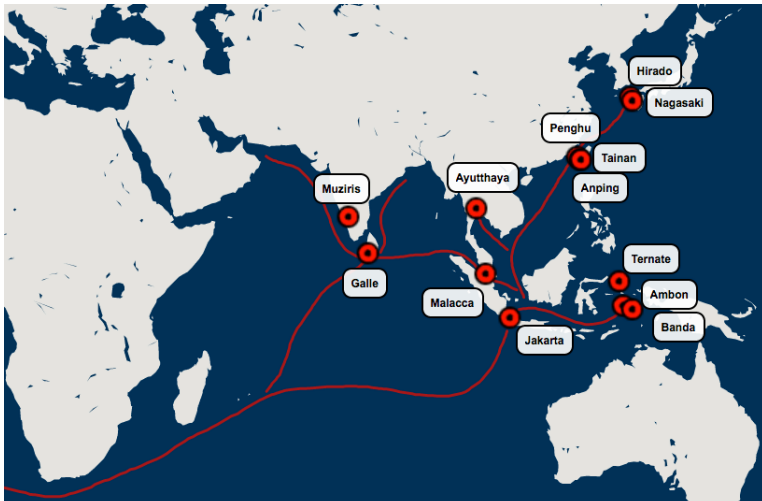 Hirado
Nagasaki
Penghu
Tainan
Anping
Ayutthaya
Muziris
Galle
Malacca
Jakarta
Ternate
Ambon
Banda